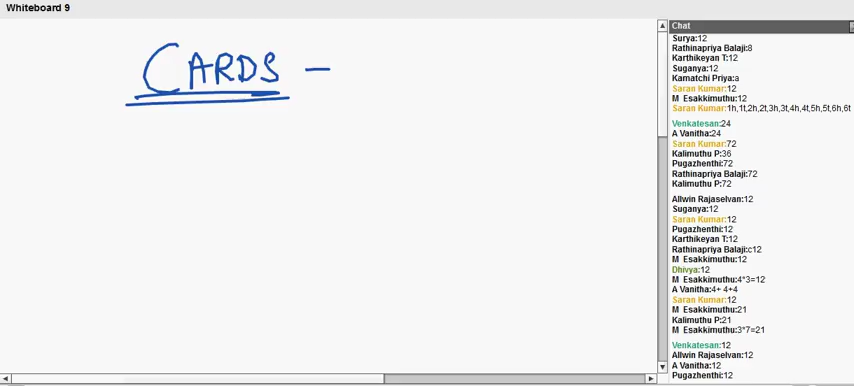 Whiteboard 9
CARDS –
Chat
Surya:12
Rathinapriya Balaji:8
Karthikeyan T:12
Suganya:12
Kamatchi Priya:a
Saran Kumar:12
M Esakkimuthu:12
Saran Kumar:1h,1t,2h,2t,3h,3t,4h,4t,5h,5t,6h,6t
Venkatesan:24
A Vanitha:24
Saran Kumar:72
Kalimuthu P:36
Pugazhenthi:72
Rathinapriya Balaji:72
Kalimuthu P:72
Allwin Rajaselvan:12
Suganya:12
Saran Kumar:12
Pugazhenthi:12
Karthikeyan T:12
Rathinapriya Balaji:c12
M Esakkimuthu:12
Dhivya:12
M Esakkimuthu:4*3=12
A Vanitha:4+ 4+4
Saran Kumar:12
M Esakkimuthu:21
Kalimuthu P:21
M Esakkimuthu:3*7=21
Venkatesan:12
Allwin Rajaselvan:12
A Vanitha:12
Pugazhenthi:12